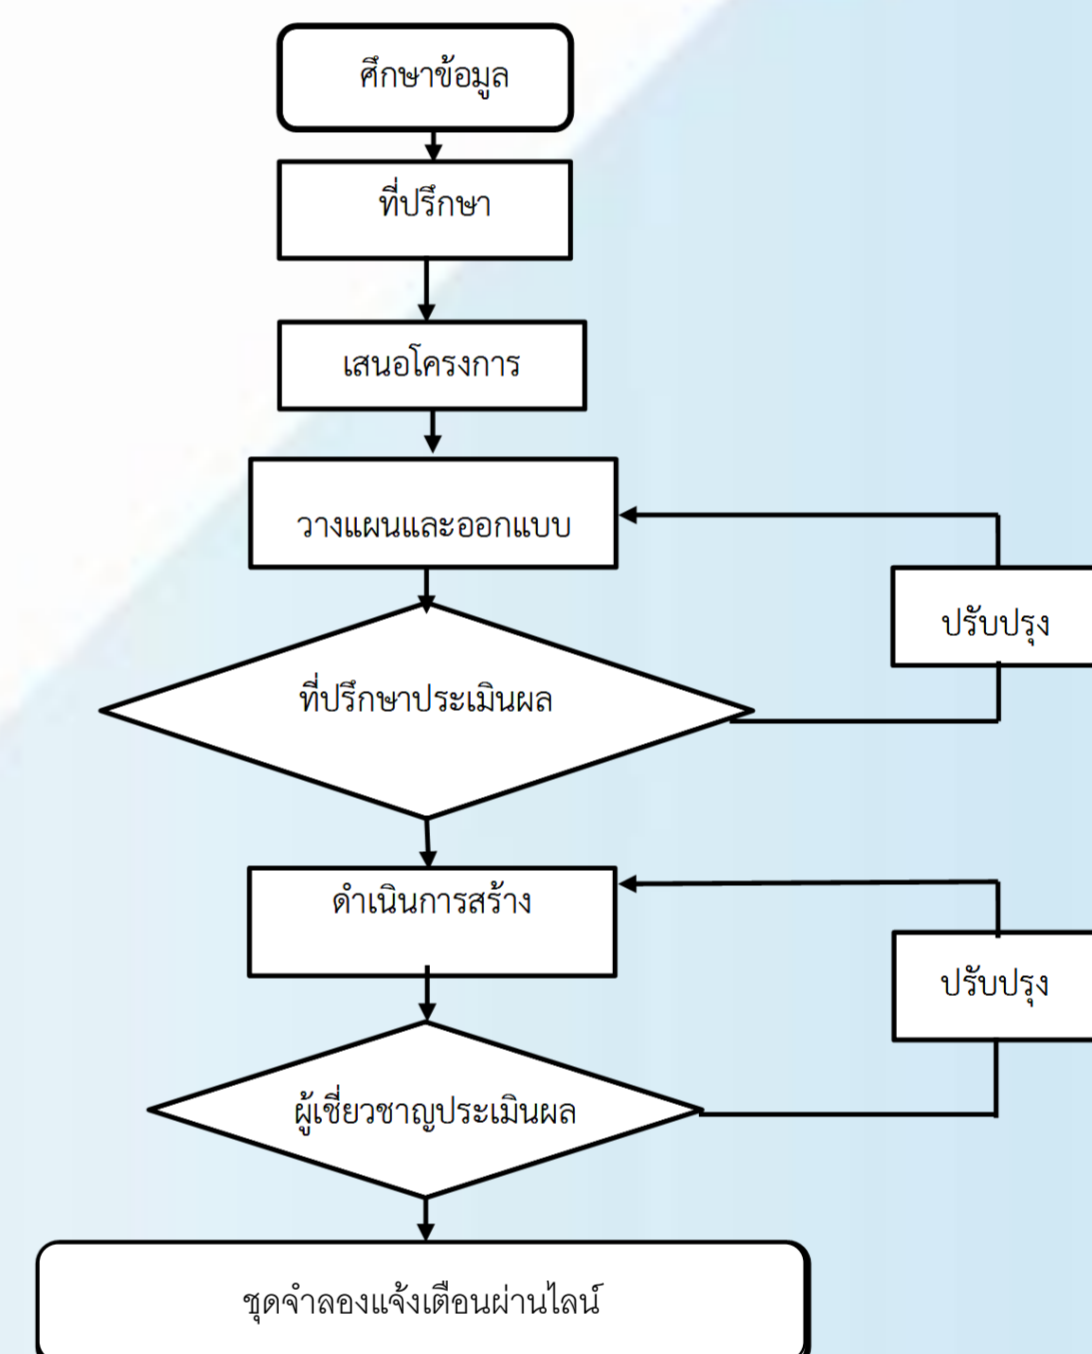 ศึกษาข้อมูล
ที่ปรึกษา
เสนอโครงการ
วางแผนและออกแบบ
ปรับปรุง
ที่ปรึกษาประเมินผล
ดำเนินการสร้าง
ปรับปรุง
ผู้เชี่ยวชาญประเมินผล
ชุดจำลองแจ้งเตือนผ่านไลน์